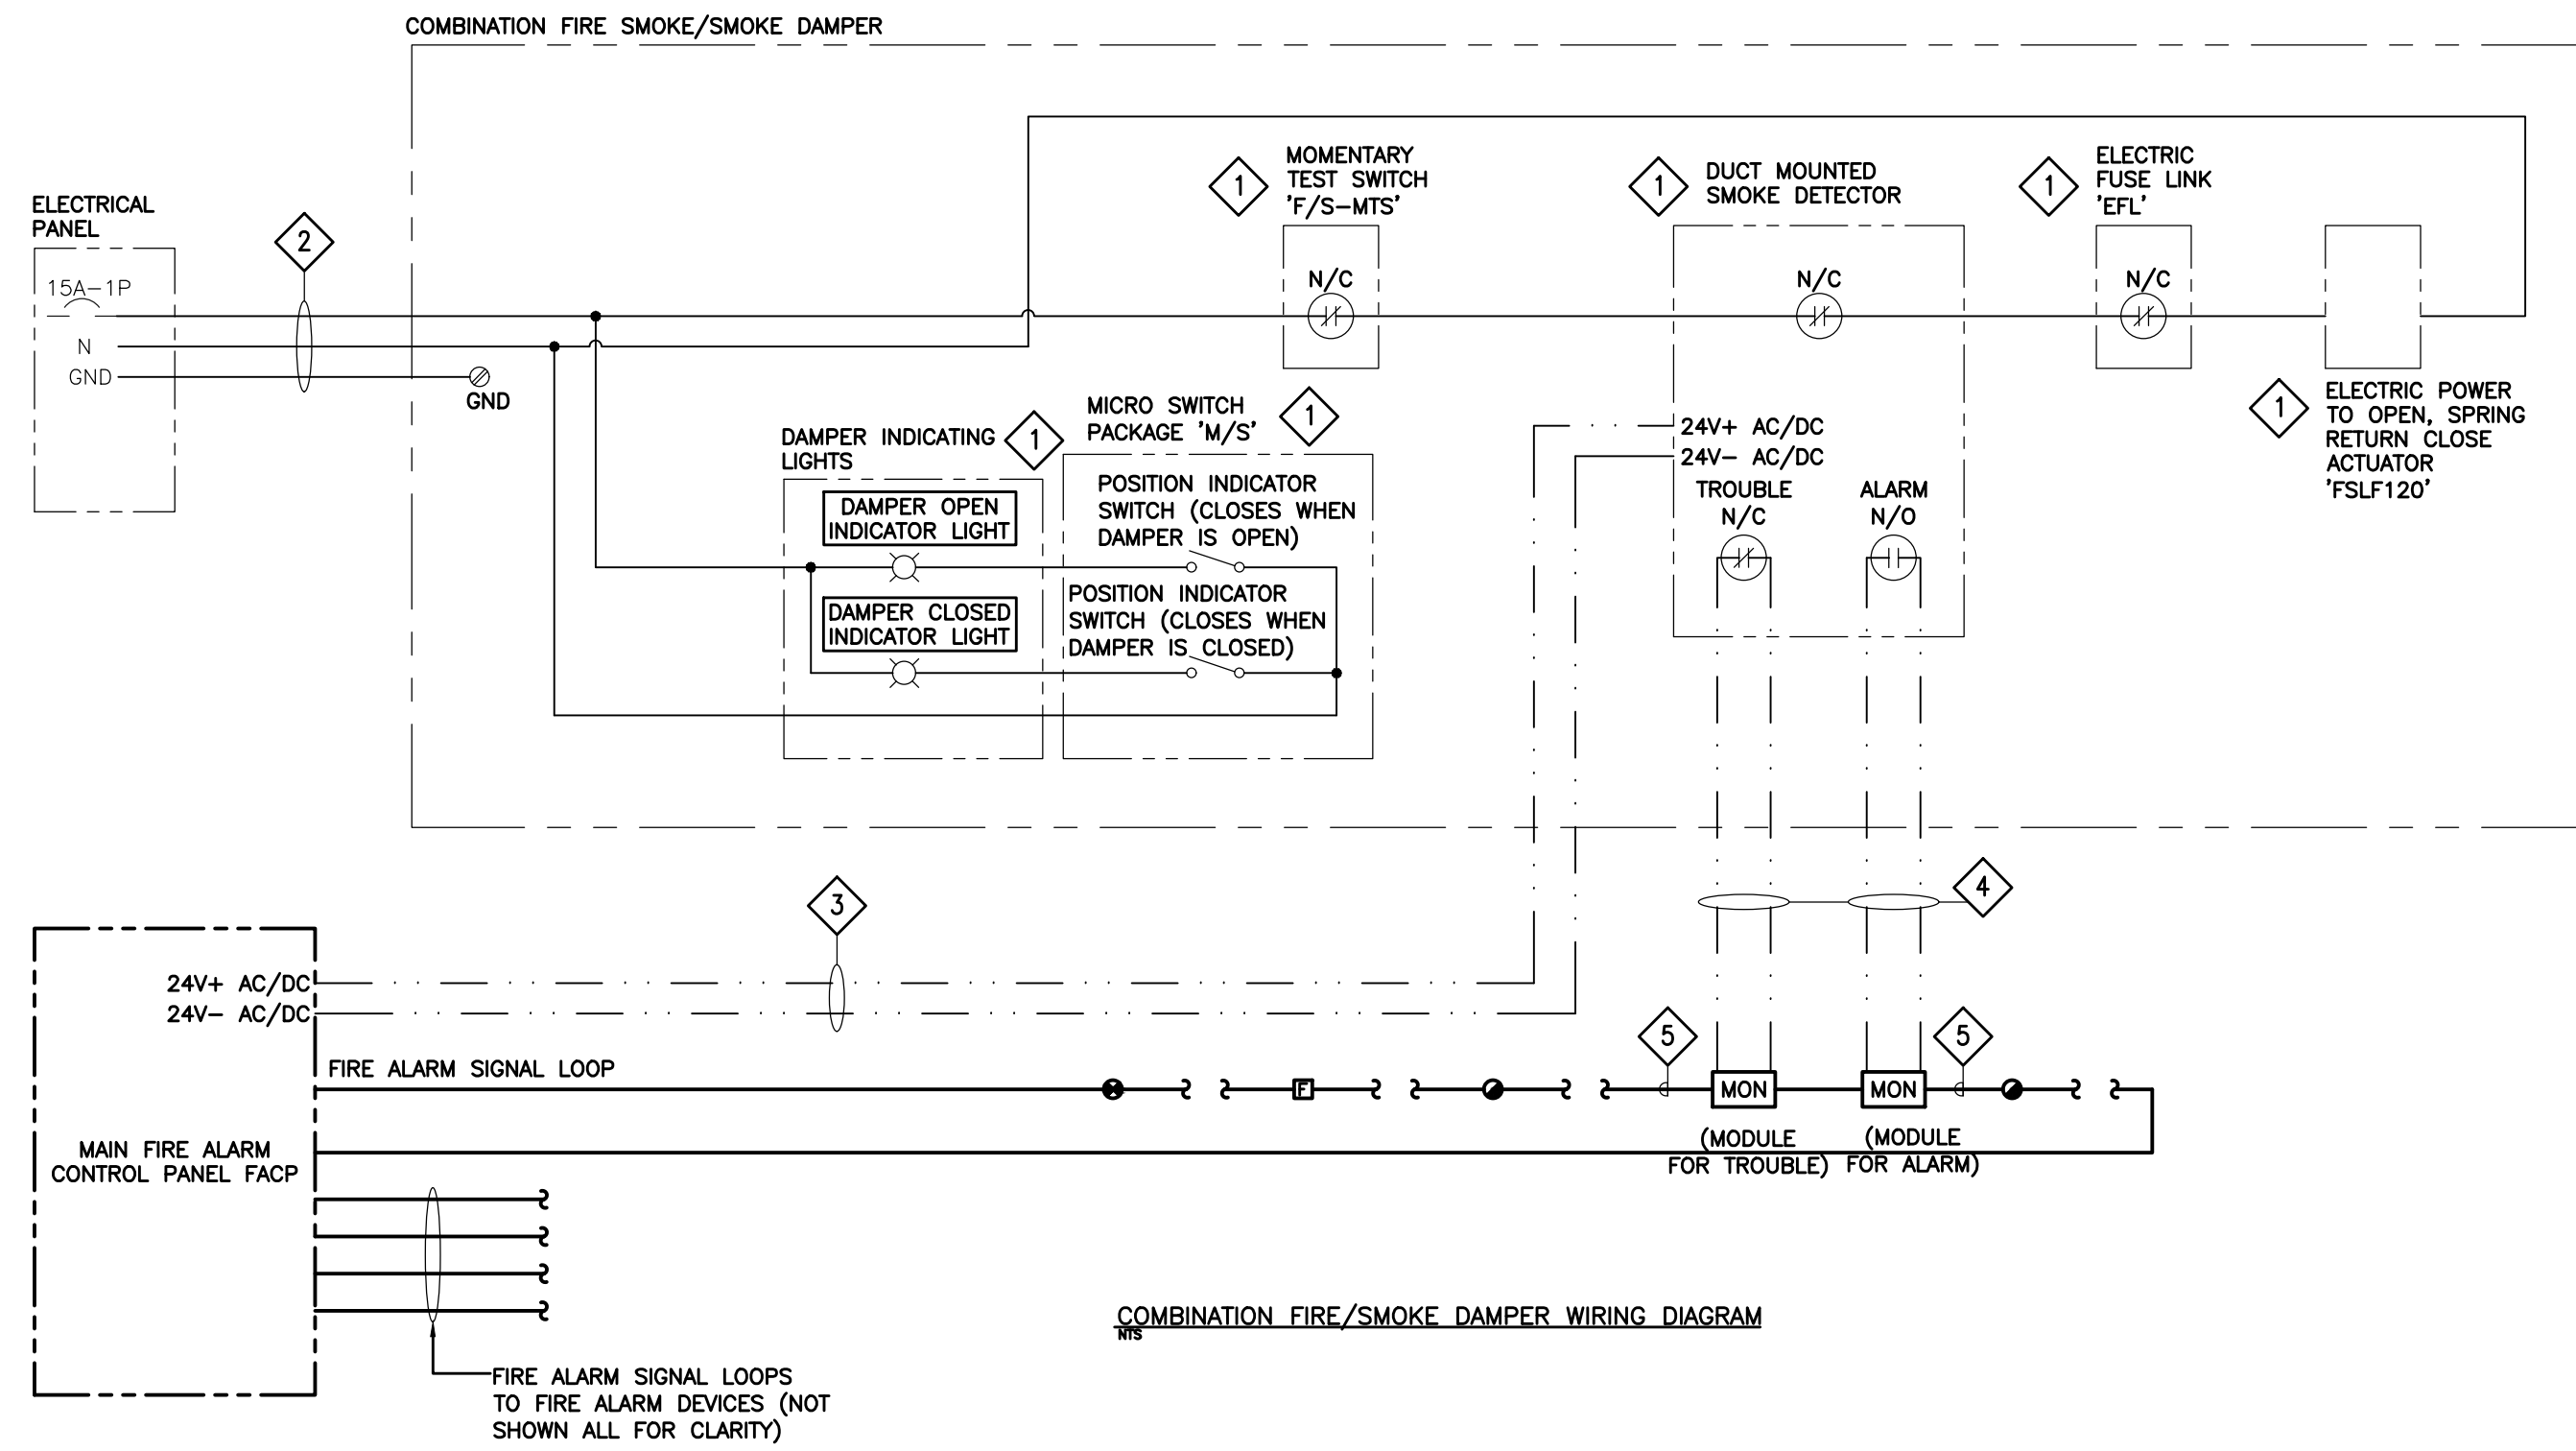 COMBINATION FIRE SMOKE/SMOKE DAMPER
ELECTRICAL
PANEL
15A-1P
N
GND
2
GND
1
MOMENTARY
TEST SWITCH
'F/S-MTS'
N/C
1
DUCT MOUNTED
SMOKE DETECTOR
N/C
1
ELECTRIC
FUSE LINK
'EFL'
N/C
1
ELECTRIC POWER
TO OPEN, SPRING
RETURN CLOSE
ACTUATOR
'FSLF120'
DAMPER INDICATING
LIGHTS
1
DAMPER OPEN
INDICATOR LIGHT
DAMPER CLOSED
INDICATOR LIGHT
MICRO SWITCH
PACKAGE 'M/S'
1
POSITION INDICATOR
SWITCH (CLOSES WHEN
DAMPER IS OPEN)
POSITION INDICATOR
SWITCH (CLOSES WHEN
DAMPER IS CLOSED)
24V+ AC/DC
24V- AC/DC
TROUBLE
N/C
ALARM
N/O
3
4
24V+ AC/DC
24V- AC/DC
FIRE ALARM SIGNAL LOOP
F
5
MON
MON
5
(MODULE
FOR TROUBLE)
(MODULE
FOR ALARM)
MAIN FIRE ALARM
CONTROL PANEL FACP
FIRE ALARM SIGNAL LOOPS
TO FIRE ALARM DEVICES (NOT
SHOWN ALL FOR CLARITY)
COMBINATION FIRE/SMOKE DAMPER WIRING DIAGRAM
NTS